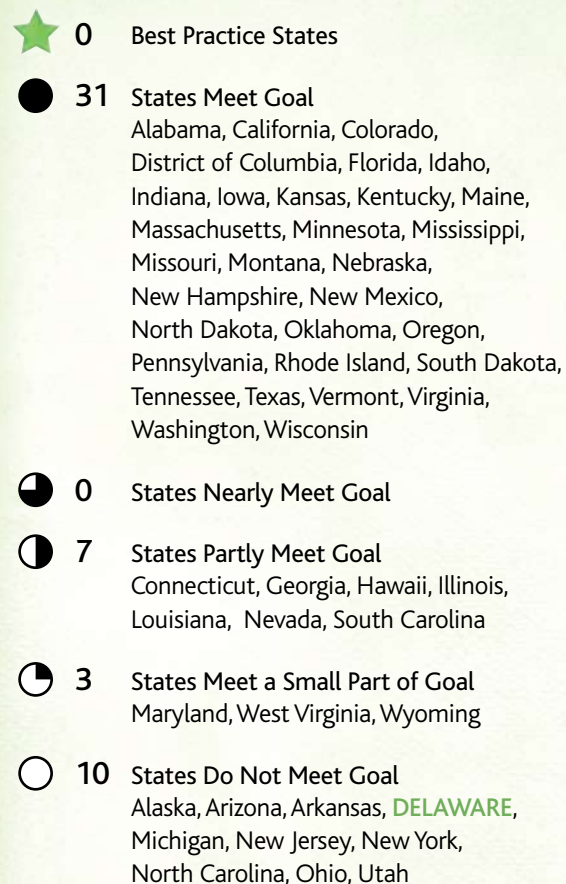 0 Best Practice States
31 States Meet Goal
Alabama, California, Colorado,
District of Columbia, Florida, Idaho,
Indiana, Iowa, Kansas, Kentucky, Maine,
Massachusetts, Minnesota, Mississippi,
Missouri, Montana, Nebraska,
New Hampshire, New Mexico,
North Dakota, Oklahoma, Oregon,
Pennsylvania, Rhode Island, South Dakota,
Tennessee, Texas, Vermont, Virginia,
Washington, Wisconsin
0 States Nearly Meet Goal
7 States Partly Meet Goal
Connecticut, Georgia, Hawaii, Illinois,
Louisiana, Nevada, South Carolina
3 States Meet a Small Part of Goal
Maryland, West Virginia, Wyoming
10 States Do Not Meet Goal
Alaska, Arizona, Arkansas, DELAWARE,
Michigan, New Jersey, New York,
North Carolina, Ohio, Utah